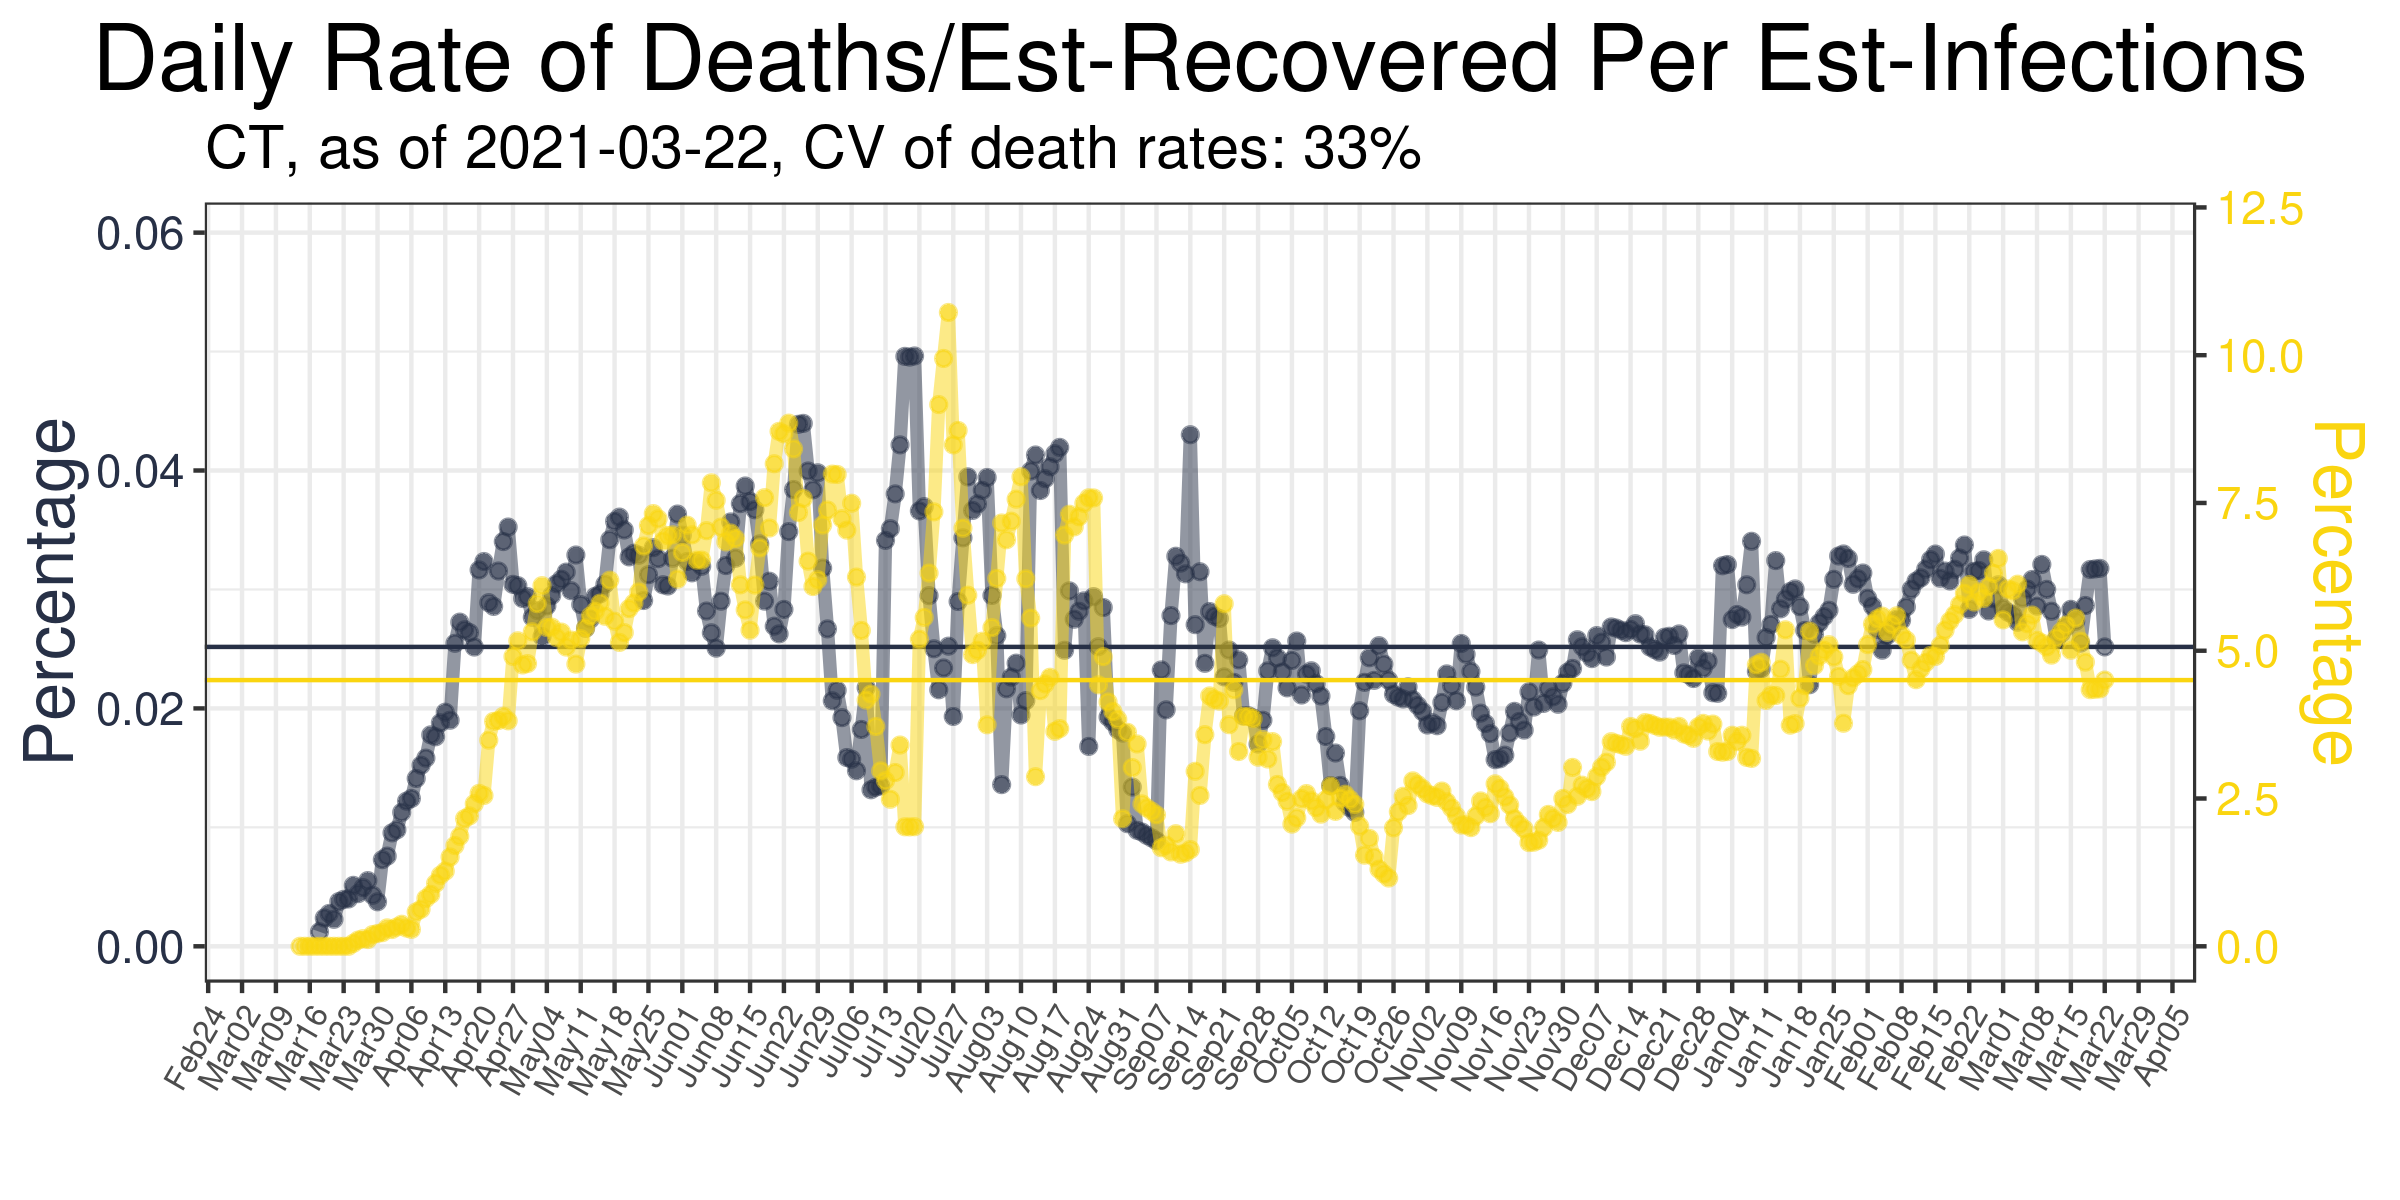 Daily Rate of Deaths/Est-Recovered Per Est-Infections
CT, as of 2021-03-22, CV of death rates: 33%
Percentage
0.06
0.04
0.02
0.00
12.5
10.0
7.5
5.0
2.5
0.0
Percentage
Feb24
Mar02
Mar09
Mar16
Mar23
Mar30
Apr06
Apr13
Apr20
Apr27
May04
May11
May18
May25
Jun01
Jun08
Jun15
Jun22
Jun29
Jul06
Jul13
Jul20
Jul27
Aug03
Aug10
Aug17
Aug24
Aug31
Sep07
Sep14
Sep21
Sep28
Oct05
Oct12
Oct19
Oct26
Nov02
Nov09
Nov16
Nov23
Nov30
Dec07
Dec14
Dec21
Dec28
Jan04
Jan11
Jan18
Jan25
Feb01
Feb08
Feb15
Feb22
Mar01
Mar08
Mar15
Mar22
Mar29
Apr05